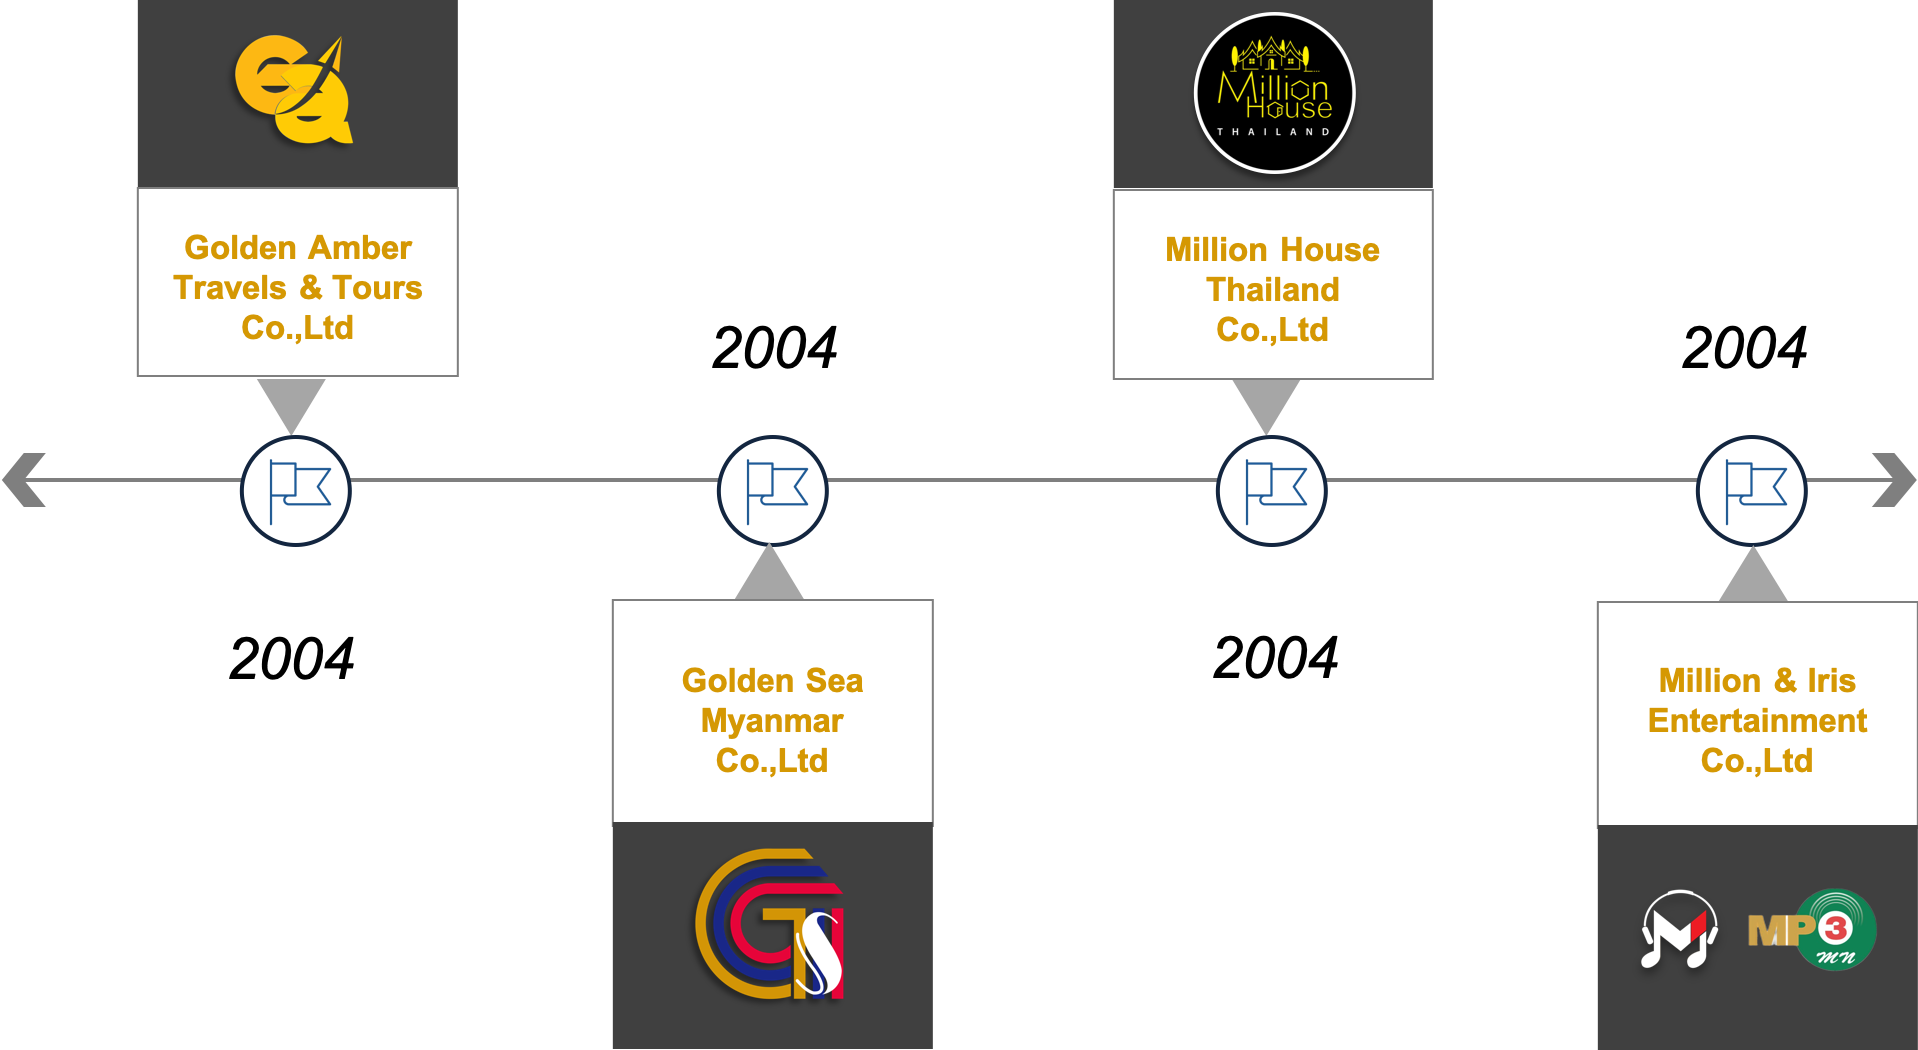 Million
House
THAILAND
Golden Amber
Travels & Tours
Co.,Ltd
2004
2004
Golden Sea
Myanmar
Co.,Ltd
Million House
Thailand
Co.,Ltd
2004
2004
Million & Iris
Entertainment
Co.,Ltd
MP3
MN